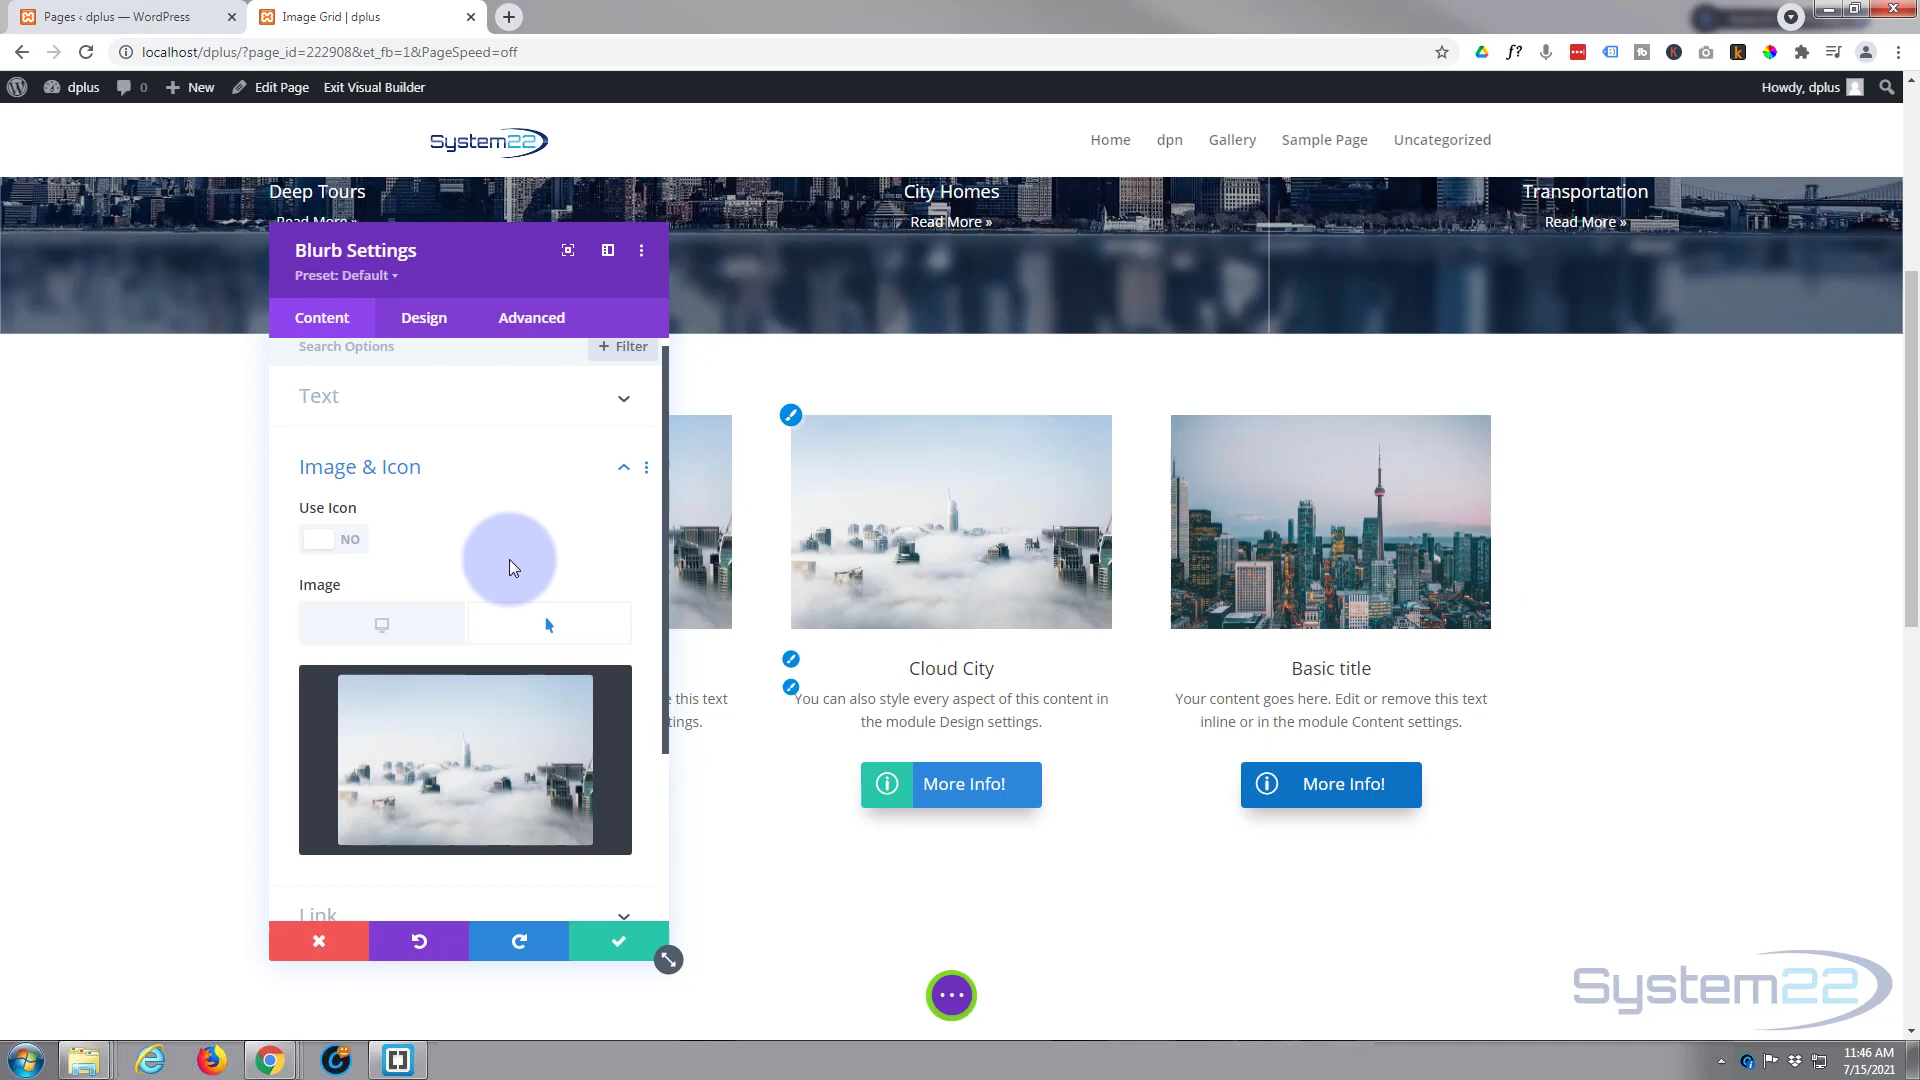 Pages ‹ dplus — WordPress
Image Grid | dplus
localhost/dplus/?page_id=222908&et_fb=1&PageSpeed=off
dplus
0
New
Edit Page
Exit Visual Builder
Howdy, dplus
System22
Home
dpn
Gallery
Sample Page
Uncategorized
Deep Tours
City Homes
Transportation
Read More »
Read More »
Read More »
Blurb Settings
Preset: Default
Content
Design
Advanced
Search Options
+ Filter
Text
Image & Icon
Use Icon
NO
Image
Link
e this text
tings.
Cloud City
You can also style every aspect of this content in
the module Design settings.
More Info!
Basic title
Your content goes here. Edit or remove this text
inline or in the module Content settings.
More Info!
System22
11:46 AM
7/15/2021